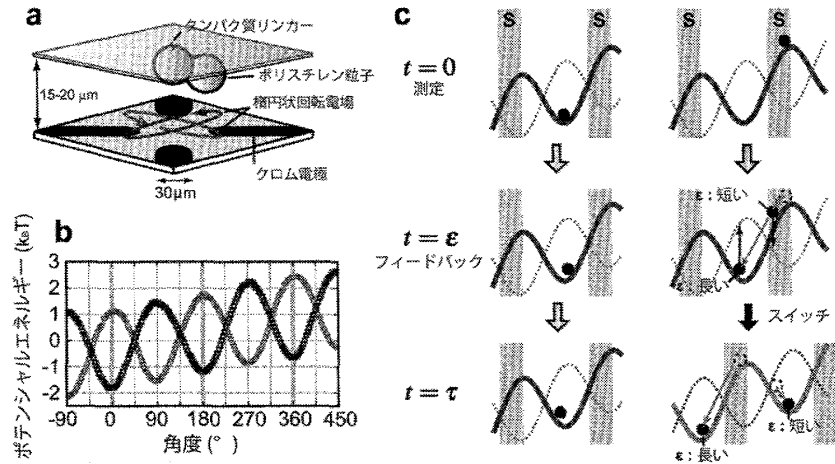 a
タンパク質リンカー
ポリスチレン粒子
15-20 μm
楕円状回転電場
クロム電極
30μm
b
ポテンシャルエネルギー (kBT)
3
2
1
0
-1
-2
-90 0 90 180 270 360 450
角度(°)
c
S S S S
t = 0
測定
t = ε
フィードバック
ε : 短い
ε : 長い
スイッチ
t = τ
ε : 短い
ε : 長い